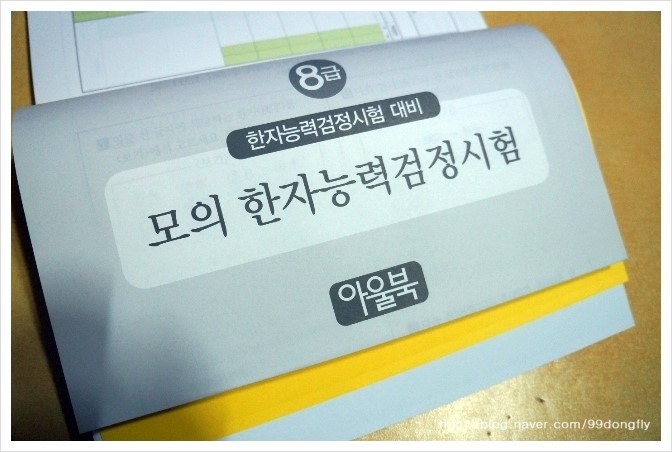 8급
한자능력검정시험 대비
모의 한자능력검정시험
아울북
blog.naver.com/99dongfly